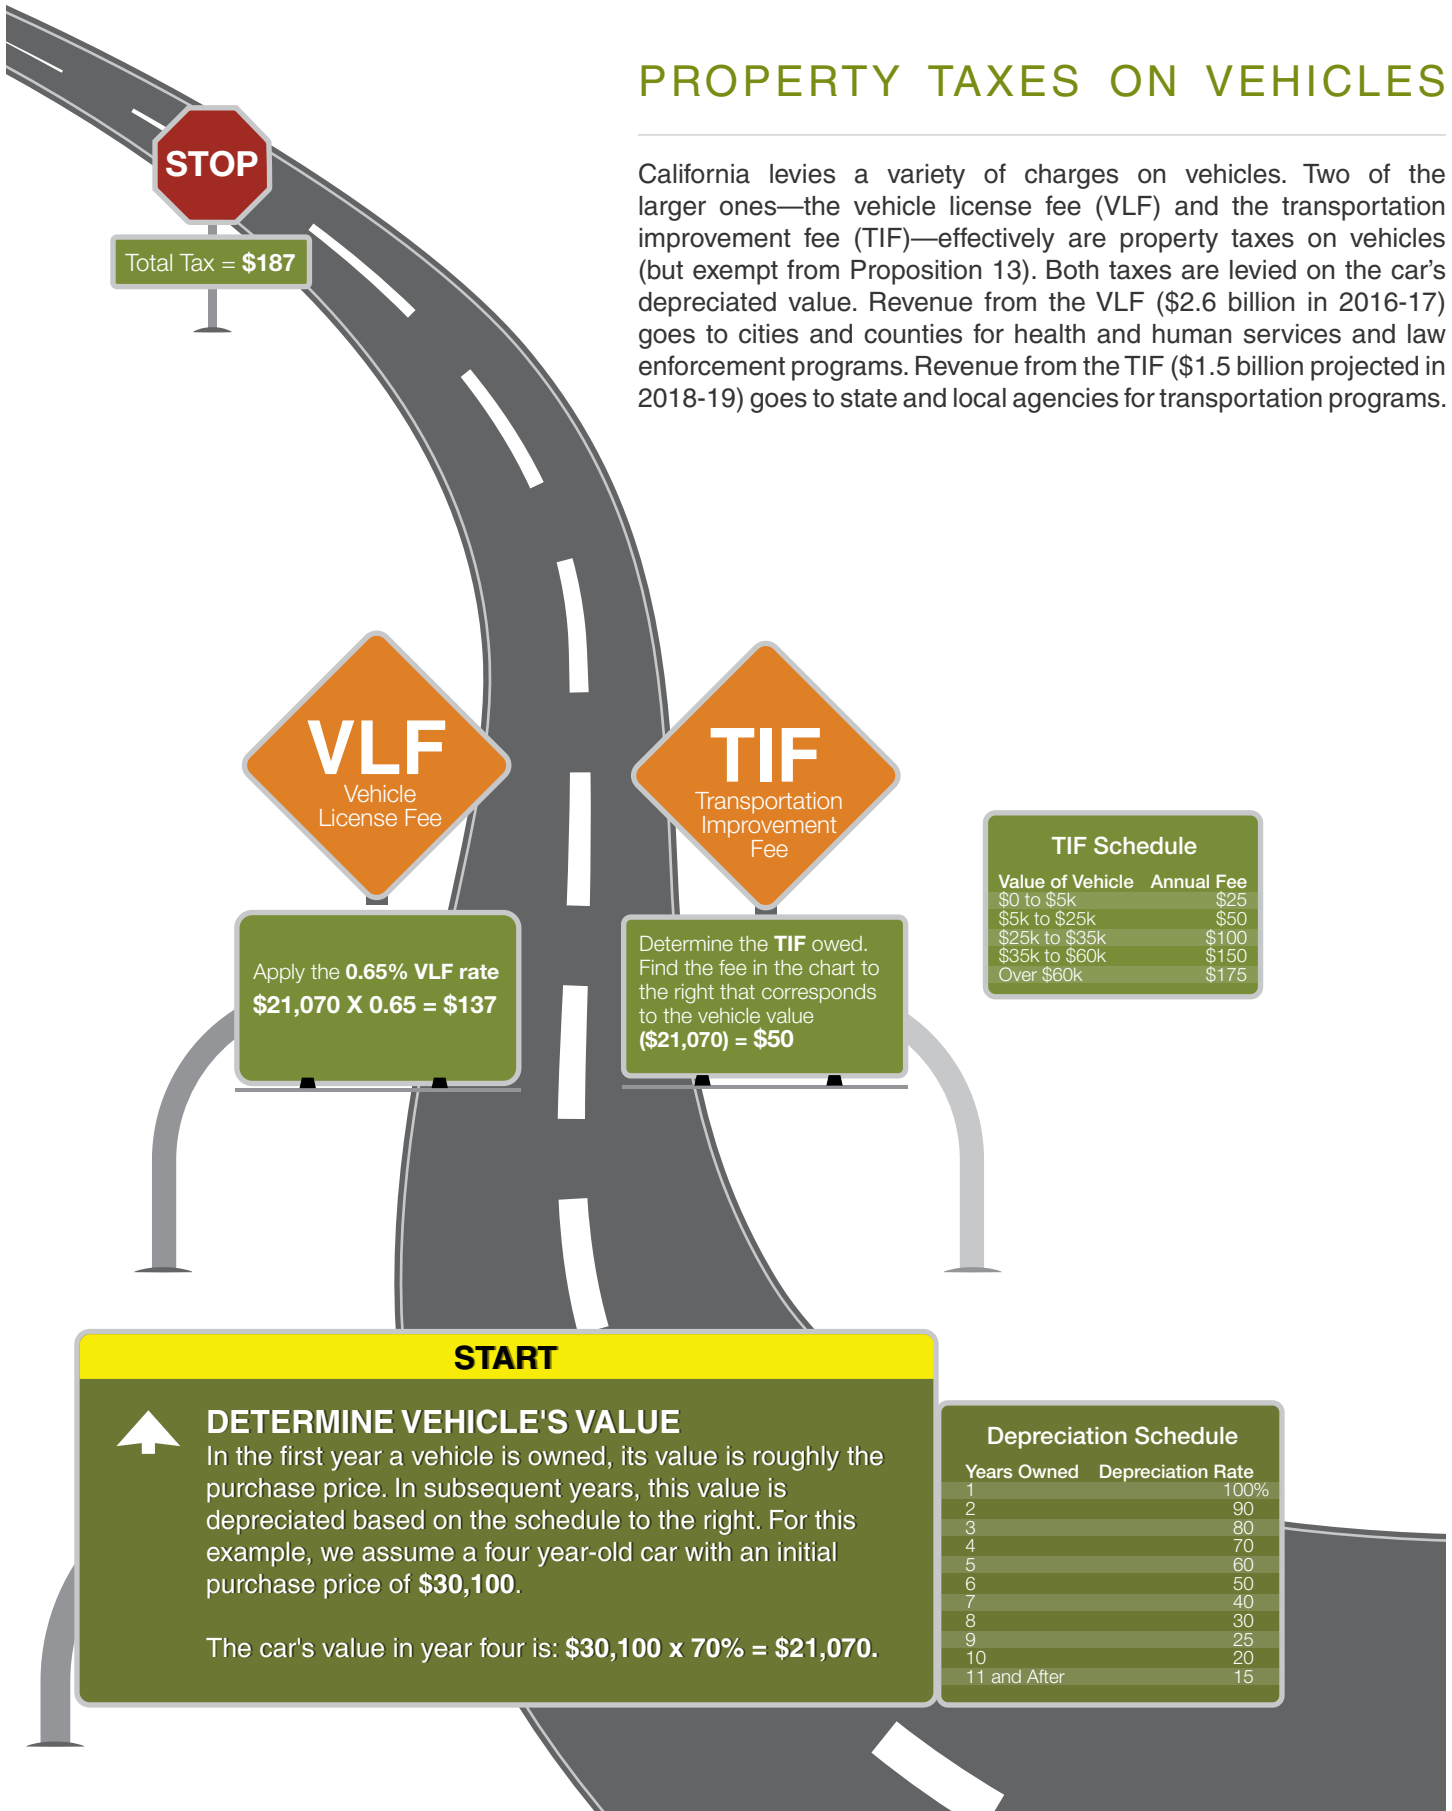 PROPERTY TAXES ON VEHICLES
California levies a variety of charges on vehicles. Two of the
larger ones—the vehicle license fee (VLF) and the transportation
improvement fee (TIF)—effectively are property taxes on vehicles
(but exempt from Proposition 13). Both taxes are levied on the car's
depreciated value. Revenue from the VLF ($2.6 billion in 2016-17)
goes to cities and counties for health and human services and law
enforcement programs. Revenue from the TIF ($1.5 billion projected in
2018-19) goes to state and local agencies for transportation programs.
STOP
Total Tax = $187
VLF
Vehicle
License Fee
Apply the 0.65% VLF rate
$21,070 X 0.65 = $137
TIF
Transportation
Improvement
Fee
Determine the TIF owed.
Find the fee in the chart to
the right that corresponds
to the vehicle value
($21,070) = $50
TIF Schedule
Value of Vehicle Annual Fee
$0 to $5k $25
$5k to $25k $50
$25k to $35k $100
$35k to $60k $150
Over $60k $175
START
DETERMINE VEHICLE'S VALUE
In the first year a vehicle is owned, its value is roughly the
purchase price. In subsequent years, this value is
depreciated based on the schedule to the right. For this
example, we assume a four year-old car with an initial
purchase price of $30,100.
The car's value in year four is: $30,100 x 70% = $21,070.
Depreciation Schedule
Years Owned Depreciation Rate
1 100%
2 90
3 80
4 70
5 60
6 50
7 40
8 30
9 25
10 20
11 and After 15